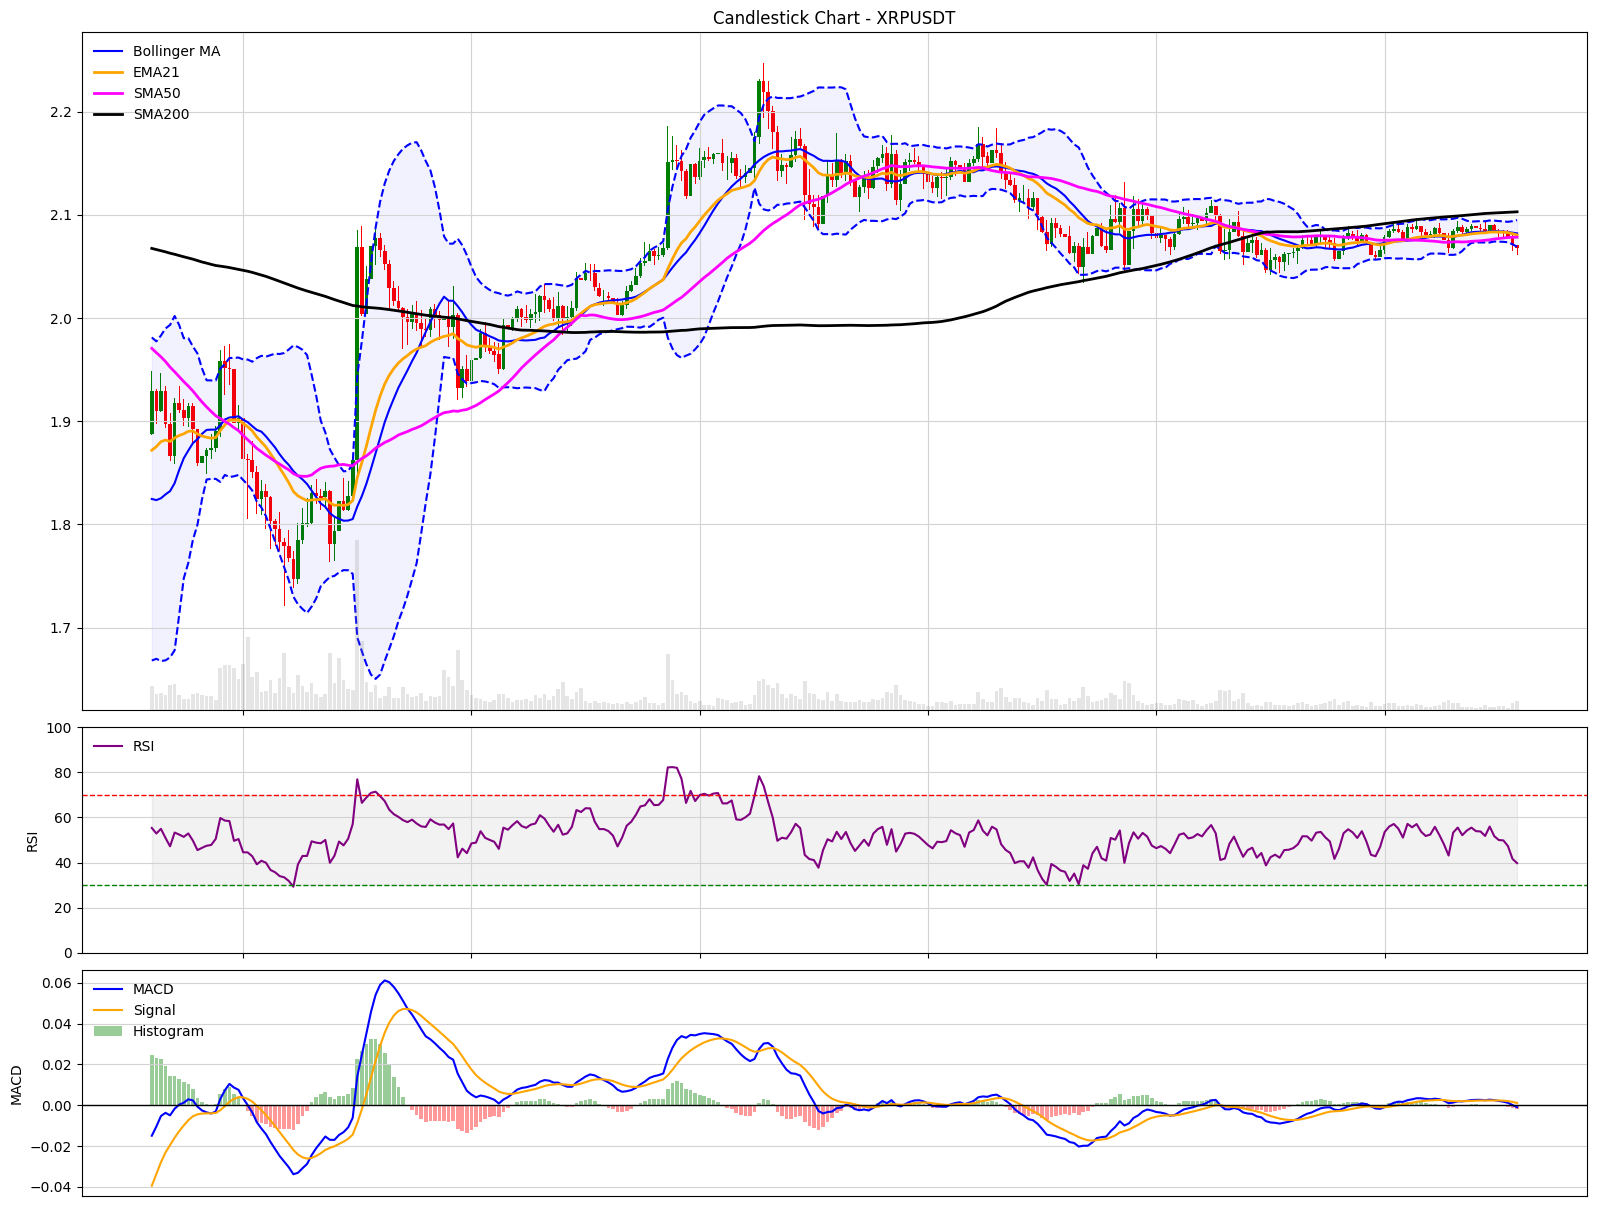 Candlestick Chart - XRPUSDT
Bollinger MA
EMA21
SMA50
SMA200
2.2
2.1
2.0
1.9
1.8
1.7
100
RSI
80
60
RSI
40
20
0
0.06
MACD
Signal
0.04
Histogram
0.02
MACD
0.00
−0.02
−0.04